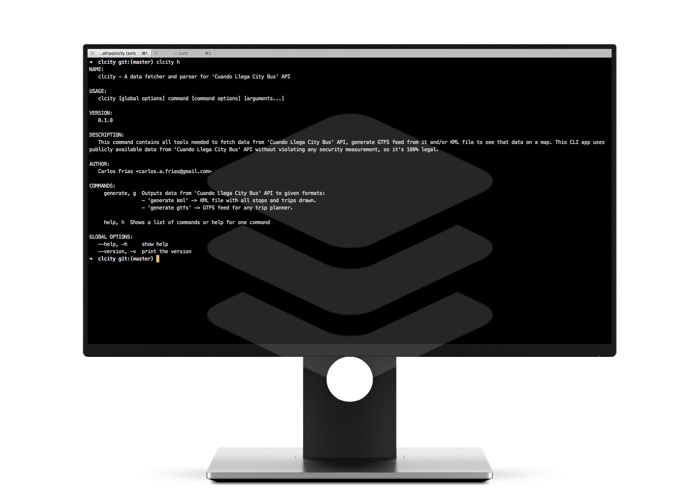 ..afrias/clcity (zsh) ⌘1 ~ (zsh) ⌘2
➜ clcity git:(master) clcity h
NAME:
clcity - A data fetcher and parser for 'Cuando Llega City Bus' API
USAGE:
clcity [global options] command [command options] [arguments...]
VERSION:
0.1.0
DESCRIPTION:
This command contains all tools needed to fetch data from 'Cuando Llega City Bus' API, generate GTFS feed from it and/or KML file to see that data on a map. This CLI app uses
publicly available data from 'Cuando Llega City Bus' API without violating any security measurement, so it's 100% legal.
AUTHOR:
Carlos Frias <carlos.a.frias@gmail.com>
COMMANDS:
generate, g Outputs data from 'Cuando Llega City Bus' API to given formats:
- 'generate kml' -> KML file with all stops and trips drawn.
- 'generate gtfs' -> GTFS feed for any trip planner.
help, h Shows a list of commands or help for one command
GLOBAL OPTIONS:
--help, -h show help
--version, -v print the version
➜ clcity git:(master)